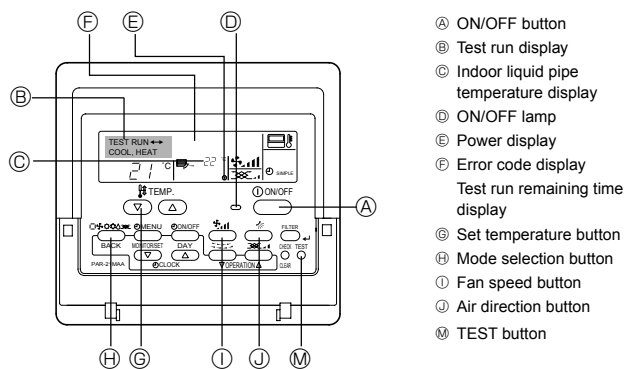 Ⓕ Ⓔ Ⓓ
Ⓑ
TEST RUN
COOL, HEAT
Ⓒ
21 °C
22 °C
SIMPLE
TEMP.
ON/OFF
Ⓐ
MENU
ON/OFF
FILTER
BACK
MONITOR/SET
DAY
CHECK TEST
PAR-21MAA
CLOCK
OPERATION
CLEAR
Ⓗ Ⓖ Ⓘ Ⓙ Ⓜ
Ⓐ ON/OFF button
Ⓑ Test run display
Ⓒ Indoor liquid pipe
temperature display
Ⓓ ON/OFF lamp
Ⓔ Power display
Ⓕ Error code display
Test run remaining time
display
Ⓖ Set temperature button
Ⓗ Mode selection button
Ⓘ Fan speed button
Ⓙ Air direction button
Ⓜ TEST button